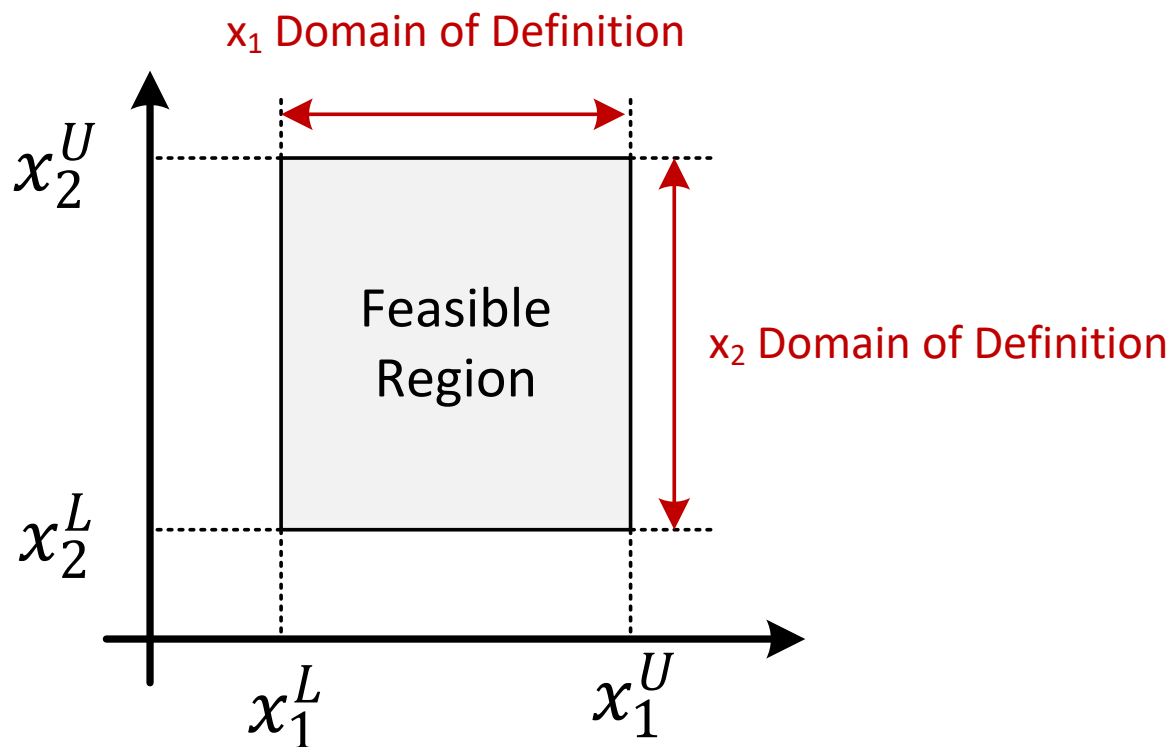 x₁ Domain of Definition
x₂ᵁ
Feasible
Region
x₂ Domain of Definition
x₂ᴸ
x₁ᴸ
x₁ᵁ